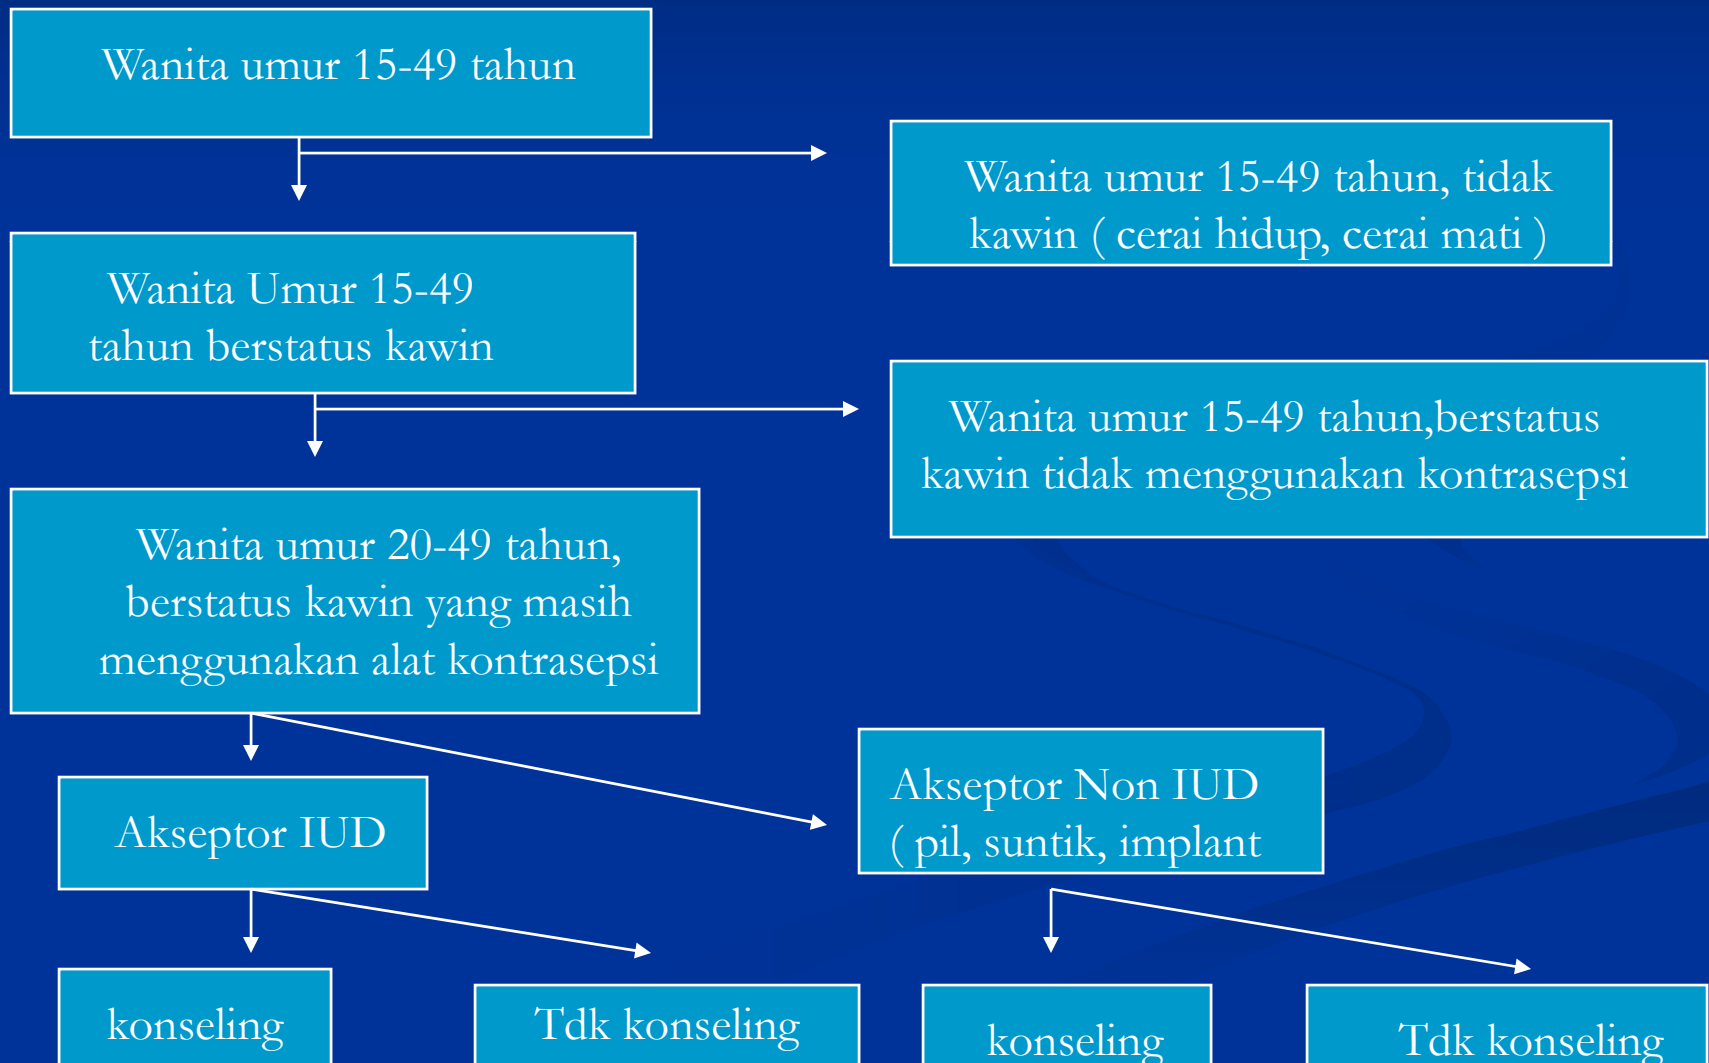 Wanita umur 15-49 tahun
Wanita umur 15-49 tahun, tidak
kawin ( cerai hidup, cerai mati )
Wanita Umur 15-49
tahun berstatus kawin
Wanita umur 15-49 tahun,berstatus
kawin tidak menggunakan kontrasepsi
Wanita umur 20-49 tahun,
berstatus kawin yang masih
menggunakan alat kontrasepsi
Akseptor Non IUD
( pil, suntik, implant
Akseptor IUD
konseling
Tdk konseling
konseling
Tdk konseling